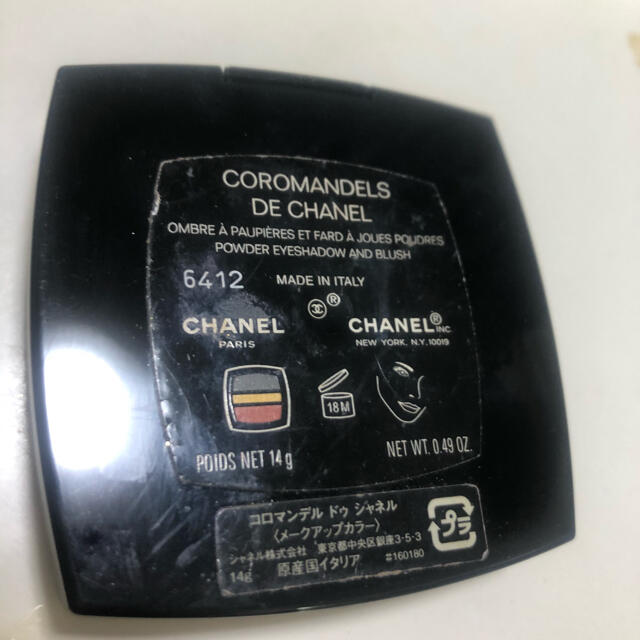 COROMANDELS
DE CHANEL
OMBRE À PAUPIÈRES ET FARD À JOUES POUDRES
POWDER EYESHADOW AND BLUSH
6412 MADE IN ITALY
®
CHANEL CHANEL® INC.
PARIS NEW YORK, N.Y. 10019
18M
POIDS NET 14 g NET WT. 0.49 OZ.
コロマンデル ドゥ シャネル
〈メークアップカラー〉
シャネル株式会社 東京都中央区銀座3-5-3
14g 原産国イタリア #160180
プラ